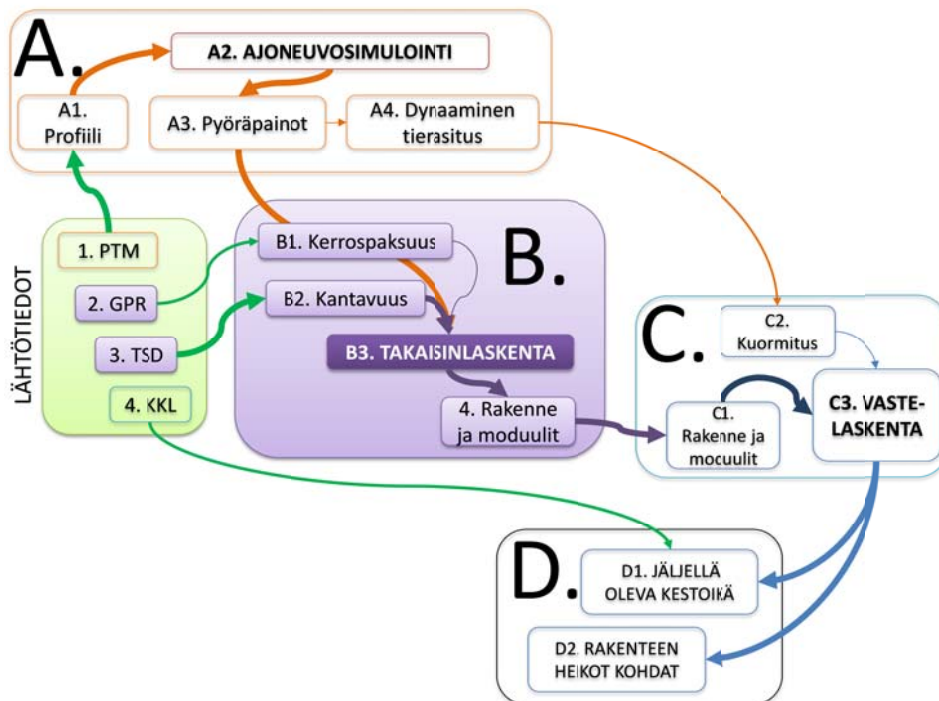 A.
A2. AJONEUVOSIMULOINTI
A1.
Profiili
A3. Pyöräpainot
A4. Dynaaminen
tierasitus
LÄHTÖTIEDOT
1. PTM
2. GPR
3. TSD
4. KKL
B.
B1. Kerrospaksuus
B2. Kantavuus
B3. TAKAISINLASKENTA
4. Rakenne
ja moduulit
C.
C2.
Kuormitus
C1.
Rakenne ja
mocuulit
C3. VASTE-
LASKENTA
D.
D1. JÄLJELLÄ
OLEVA KESTOIKÄ
D2. RAKENTEEN
HEIKOT KOHDAT